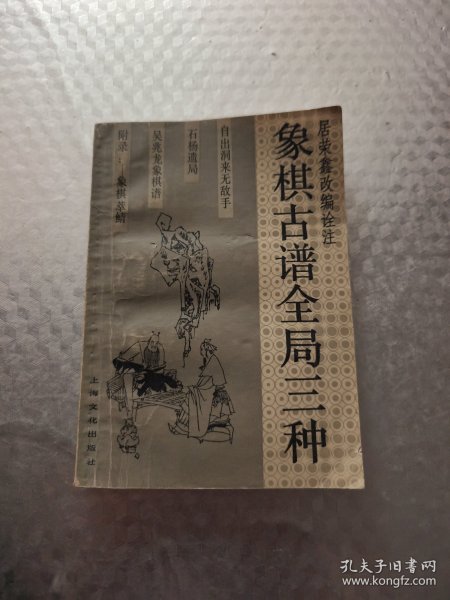 居荣鑫改编诠注
象棋古谱全局三种
自出洞来无敌手
石杨遗局
吴兆龙象棋谱
附录：象棋萃鳞
上海文化出版社
孔夫子旧书网
www.kongfz.com